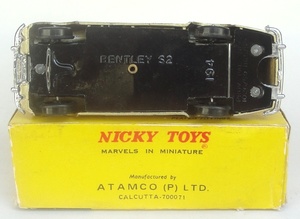 BENTLEY S2
194
NICKY TOYS
MARVELS IN MINIATURE
Manufactured by
ATAMCO (P) LTD.
CALCUTTA-700071